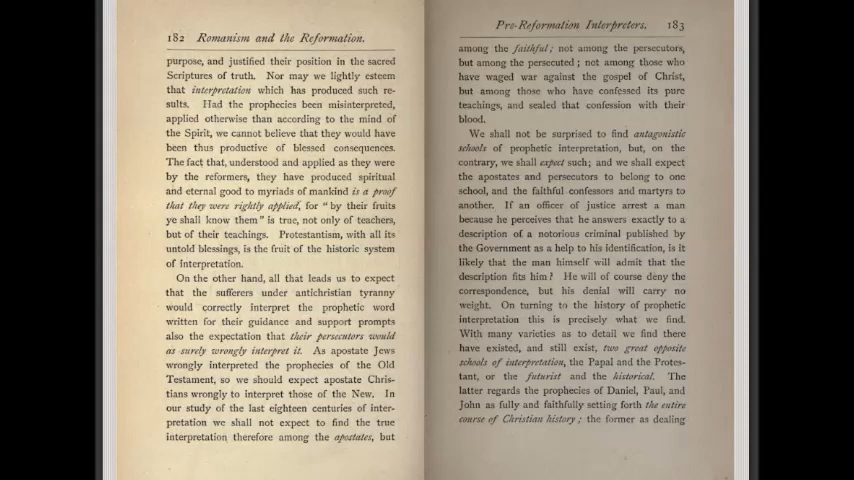 182 Romanism and the Reformation.
purpose, and justified their position in the sacred
Scriptures of truth. Nor may we lightly esteem
that interpretation which has produced such re-
sults. Had the prophecies been misinterpreted,
applied otherwise than according to the mind of
the Spirit, we cannot believe that they would have
been thus productive of blessed consequences.
The fact that, understood and applied as they were
by the reformers, they have produced spiritual
and eternal good to myriads of mankind is a proof
that they were rightly applied, for “by their fruits
ye shall know them” is true, not only of teachers,
but of their teachings. Protestantism, with all its
untold blessings, is the fruit of the historic system
of interpretation.
On the other hand, all that leads us to expect
that the sufferers under antichristian tyranny
would correctly interpret the prophetic word
written for their guidance and support prompts
also the expectation that their persecutors would
as surely wrongly interpret it. As apostate Jews
wrongly interpreted the prophecies of the Old
Testament, so we should expect apostate Chris-
tians wrongly to interpret those of the New. In
our study of the last eighteen centuries of inter-
pretation we shall not expect to find the true
interpretation therefore among the apostates, but
Pre-Reformation Interpreters. 183
among the faithful; not among the persecutors,
but among the persecuted; not among those who
have waged war against the gospel of Christ,
but among those who have confessed its pure
teachings, and sealed that confession with their
blood.
We shall not be surprised to find antagonistic
schools of prophetic interpretation, but, on the
contrary, we shall expect such; and we shall expect
the apostates and persecutors to belong to one
school, and the faithful confessors and martyrs to
another. If an officer of justice arrest a man
because he perceives that he answers exactly to a
description of a notorious criminal published by
the Government as a help to his identification, is it
likely that the man himself will admit that the
description fits him? He will of course deny the
correspondence, but his denial will carry no
weight. On turning to the history of prophetic
interpretation this is precisely what we find.
With many varieties as to detail we find there
have existed, and still exist, two great opposite
schools of interpretation, the Papal and the Protes-
tant, or the futurist and the historical. The
latter regards the prophecies of Daniel, Paul, and
John as fully and faithfully setting forth the entire
course of Christian history; the former as dealing